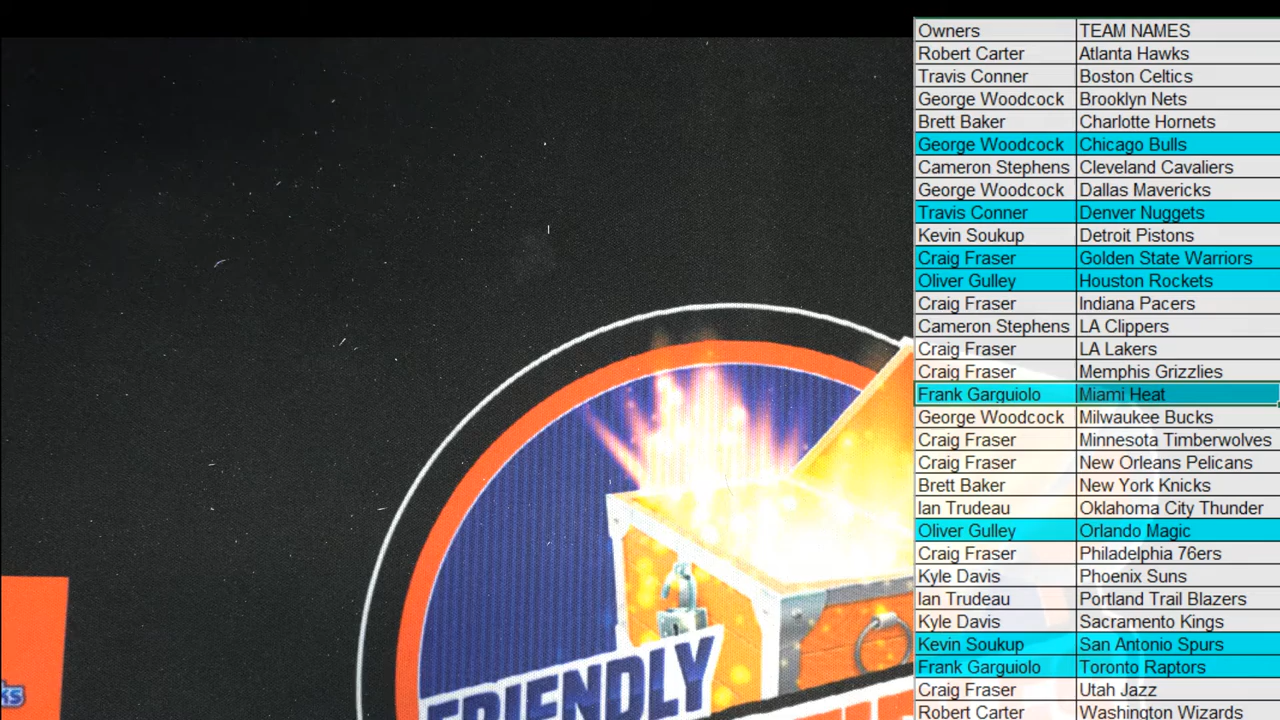 Owners TEAM NAMES
Robert Carter Atlanta Hawks
Travis Conner Boston Celtics
George Woodcock Brooklyn Nets
Brett Baker Charlotte Hornets
George Woodcock Chicago Bulls
Cameron Stephens Cleveland Cavaliers
George Woodcock Dallas Mavericks
Travis Conner Denver Nuggets
Kevin Soukup Detroit Pistons
Craig Fraser Golden State Warriors
Oliver Gulley Houston Rockets
Craig Fraser Indiana Pacers
Cameron Stephens LA Clippers
Craig Fraser LA Lakers
Craig Fraser Memphis Grizzlies
Frank Garguiolo Miami Heat
George Woodcock Milwaukee Bucks
Craig Fraser Minnesota Timberwolves
Craig Fraser New Orleans Pelicans
Brett Baker New York Knicks
Ian Trudeau Oklahoma City Thunder
Oliver Gulley Orlando Magic
Craig Fraser Philadelphia 76ers
Kyle Davis Phoenix Suns
Ian Trudeau Portland Trail Blazers
Kyle Davis Sacramento Kings
Kevin Soukup San Antonio Spurs
Frank Garguiolo Toronto Raptors
Craig Fraser Utah Jazz
Robert Carter Washington Wizards
FRIENDLY